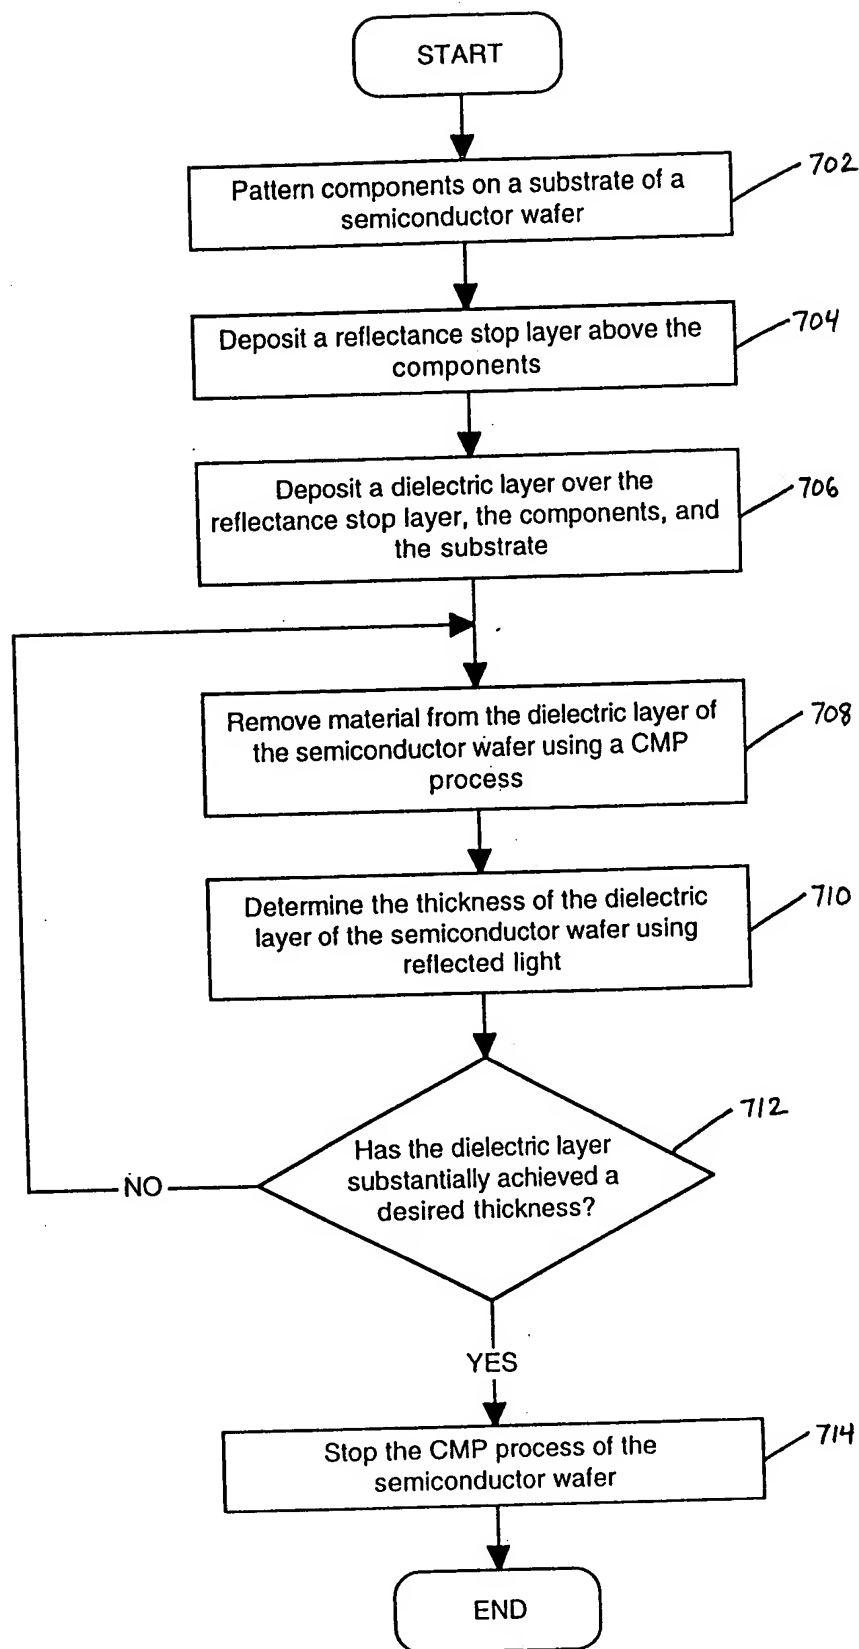 START
Pattern components on a substrate of a
semiconductor wafer
702
Deposit a reflectance stop layer above the
components
704
Deposit a dielectric layer over the
reflectance stop layer, the components, and
the substrate
706
Remove material from the dielectric layer of
the semiconductor wafer using a CMP
process
708
Determine the thickness of the dielectric
layer of the semiconductor wafer using
reflected light
710
Has the dielectric layer
substantially achieved a
desired thickness?
712
NO
YES
Stop the CMP process of the
semiconductor wafer
714
END